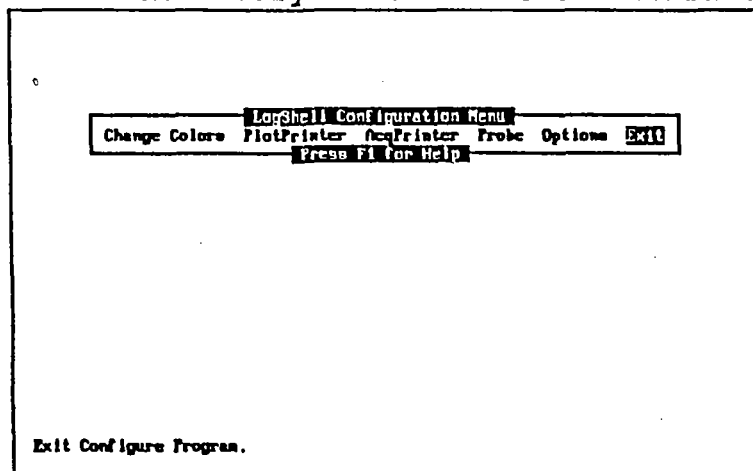 LogShell Configuration Menu
Change Colors PlotPrinter AcqPrinter Probe Options Exit
Press F1 for Help
Exit Configure Program.